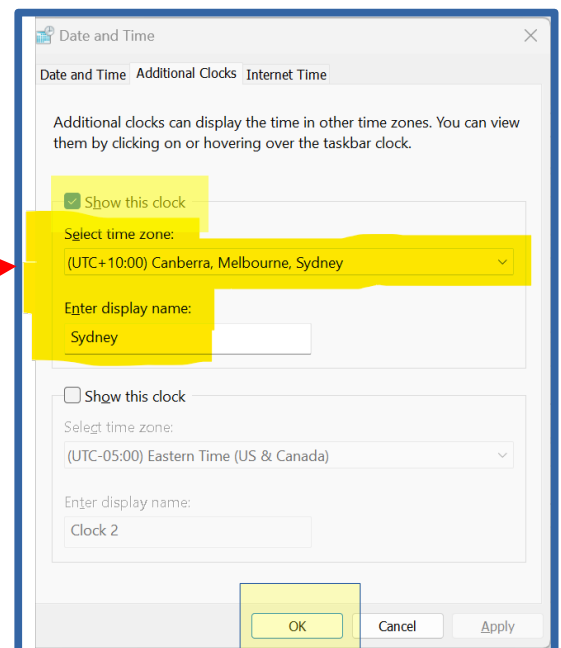 Date and Time
Date and Time Additional Clocks Internet Time
Additional clocks can display the time in other time zones. You can view
them by clicking on or hovering over the taskbar clock.
Show this clock
Select time zone:
(UTC+10:00) Canberra, Melbourne, Sydney
Enter display name:
Sydney
Show this clock
Select time zone:
(UTC-05:00) Eastern Time (US & Canada)
Enter display name:
Clock 2
OK Cancel Apply